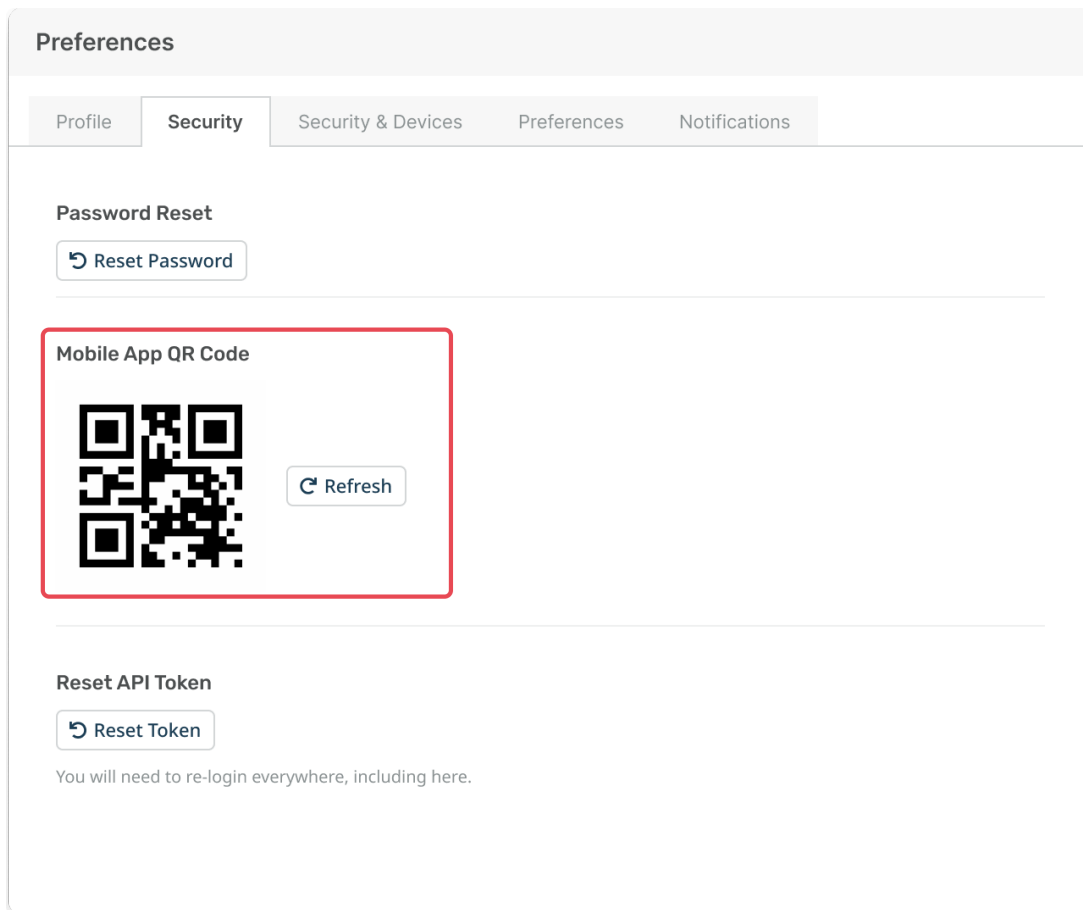 Preferences
Profile Security Security & Devices Preferences Notifications
Password Reset
Reset Password
Mobile App QR Code
Refresh
Reset API Token
Reset Token
You will need to re-login everywhere, including here.